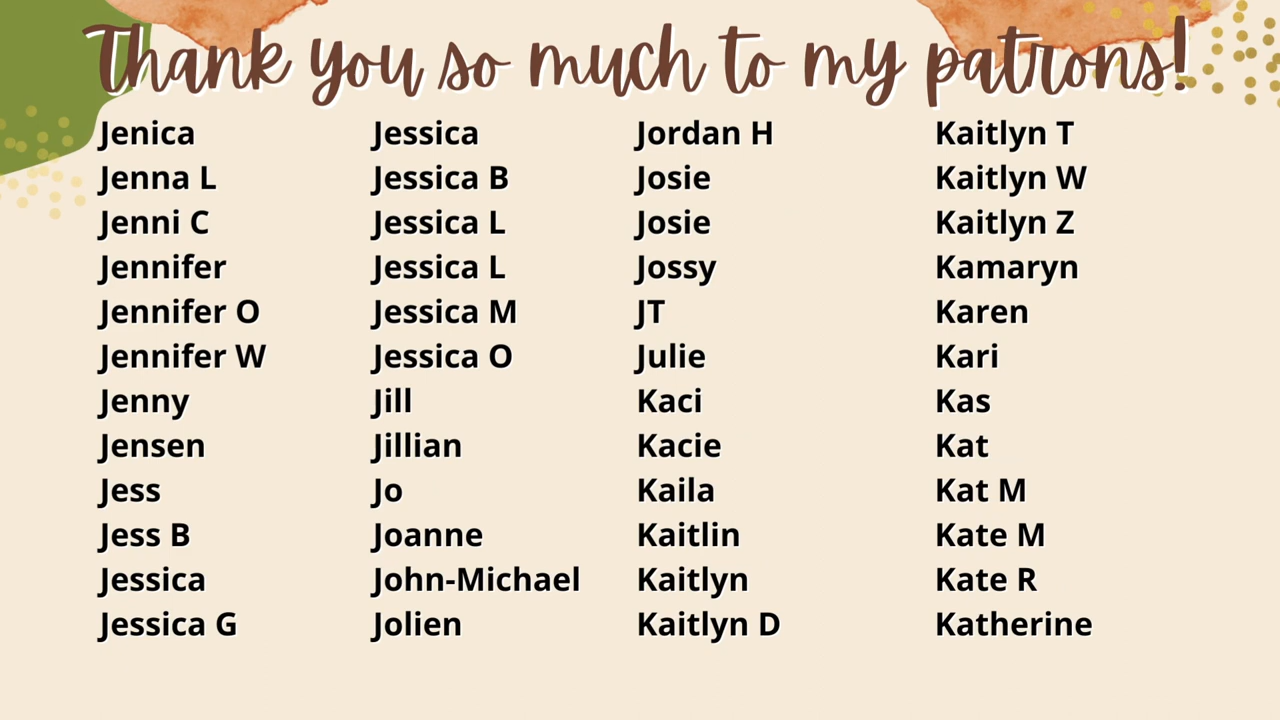 Thank you so much to my patrons!
Jenica
Jenna L
Jenni C
Jennifer
Jennifer O
Jennifer W
Jenny
Jensen
Jess
Jess B
Jessica
Jessica G
Jessica
Jessica B
Jessica L
Jessica L
Jessica M
Jessica O
Jill
Jillian
Jo
Joanne
John-Michael
Jolien
Jordan H
Josie
Josie
Jossy
JT
Julie
Kaci
Kacie
Kaila
Kaitlin
Kaitlyn
Kaitlyn D
Kaitlyn T
Kaitlyn W
Kaitlyn Z
Kamaryn
Karen
Kari
Kas
Kat
Kat M
Kate M
Kate R
Katherine